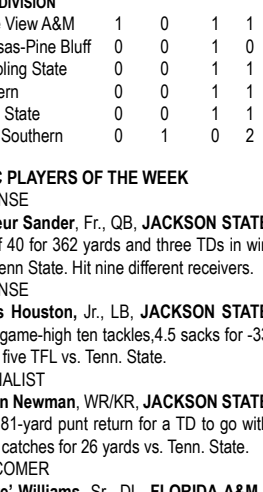 DIVISION
View A&M 1 0 1 1
sas-Pine Bluff 0 0 1 0
bling State 0 0 1 1
ern 0 0 1 1
State 0 0 1 1
Southern 0 1 0 2
PLAYERS OF THE WEEK
NSE
eur Sander, Fr., QB, JACKSON STATE
f 40 for 362 yards and three TDs in win
enn State. Hit nine different receivers.
NSE
s Houston, Jr., LB, JACKSON STATE
game-high ten tackles,4.5 sacks for -33
five TFL vs. Tenn. State.
IALIST
n Newman, WR/KR, JACKSON STATE
81-yard punt return for a TD to go with
catches for 26 yards vs. Tenn. State.
COMER
e' Williams, Sr., DL, FLORIDA A&M